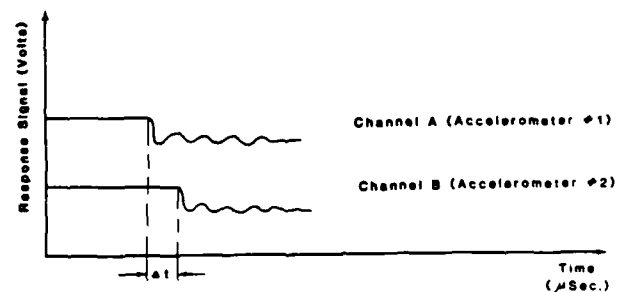 Response Signal (Volts)
Channel A (Accelerometer #1)
Channel B (Accelerometer #2)
Δt
Time
(μSec.)